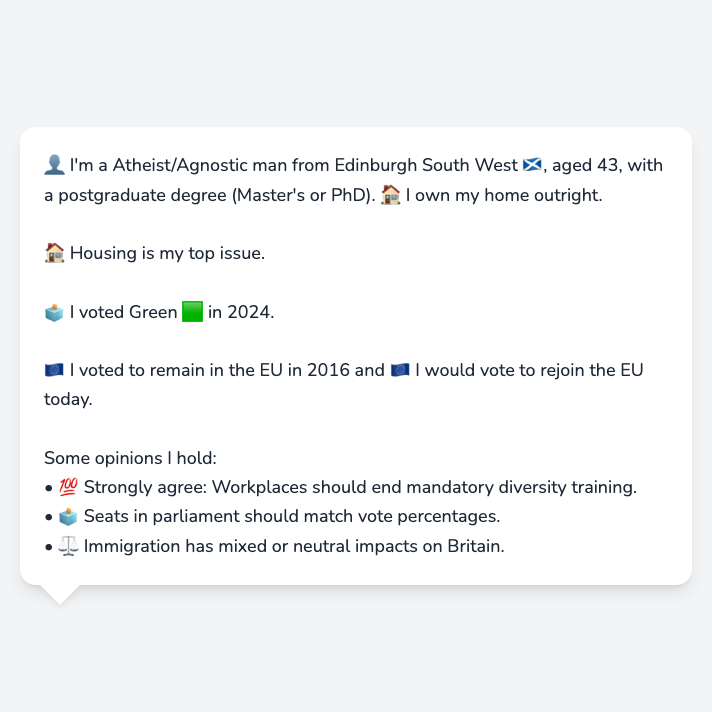 👤 I'm a Atheist/Agnostic man from Edinburgh South West 🏴󠁧󠁢󠁳󠁣󠁴󠁿, aged 43, with
a postgraduate degree (Master's or PhD). 🏠 I own my home outright.
🏠 Housing is my top issue.
🗳️ I voted Green 🟩 in 2024.
🇪🇺 I voted to remain in the EU in 2016 and 🇪🇺 I would vote to rejoin the EU
today.
Some opinions I hold:
• 💯 Strongly agree: Workplaces should end mandatory diversity training.
• 🗳️ Seats in parliament should match vote percentages.
• ⚖️ Immigration has mixed or neutral impacts on Britain.